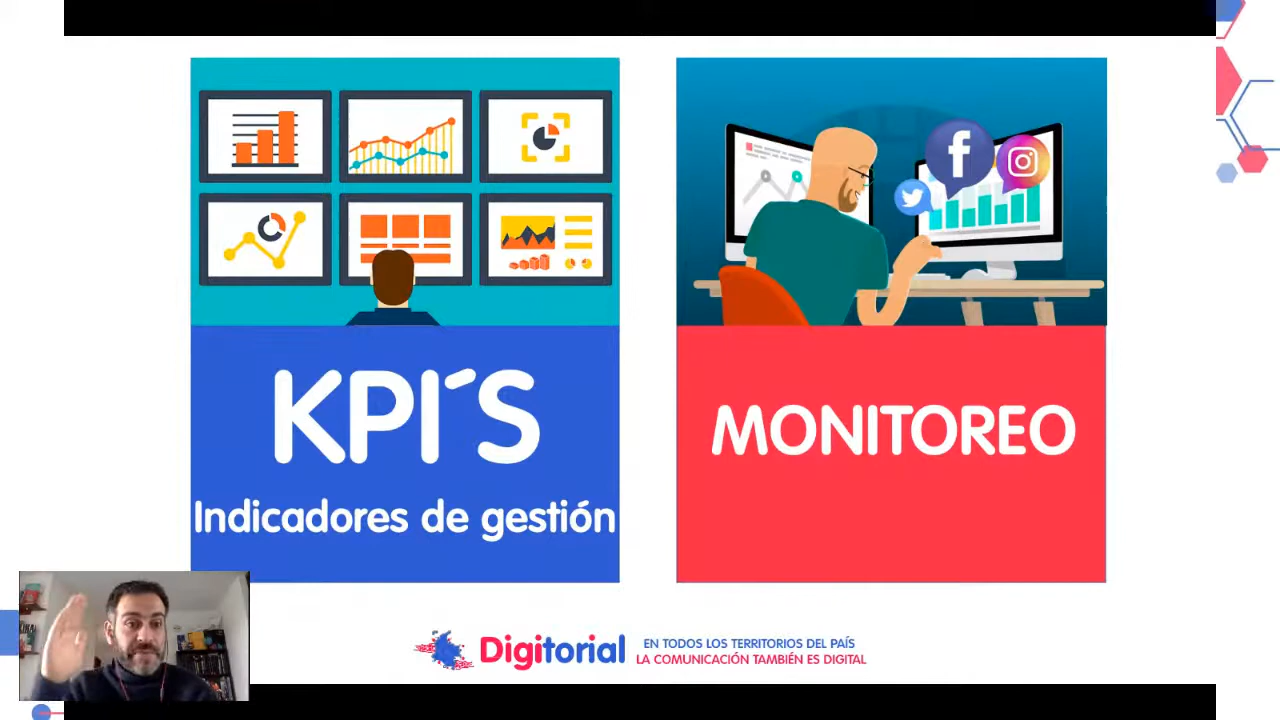 KPI´S
Indicadores de gestión
MONITOREO
Digitorial
EN TODOS LOS TERRITORIOS DEL PAÍS
LA COMUNICACIÓN TAMBIÉN ES DIGITAL